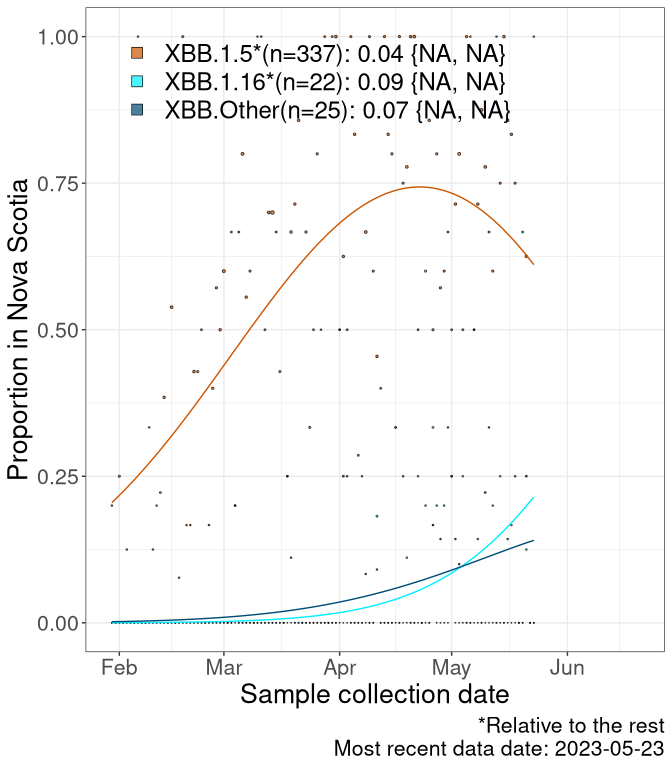 XBB.1.5*(n=337): 0.04 {NA, NA}
XBB.1.16*(n=22): 0.09 {NA, NA}
XBB.Other(n=25): 0.07 {NA, NA}
1.00
0.75
0.50
0.25
0.00
Proportion in Nova Scotia
Feb Mar Apr May Jun
Sample collection date
*Relative to the rest
Most recent data date: 2023-05-23